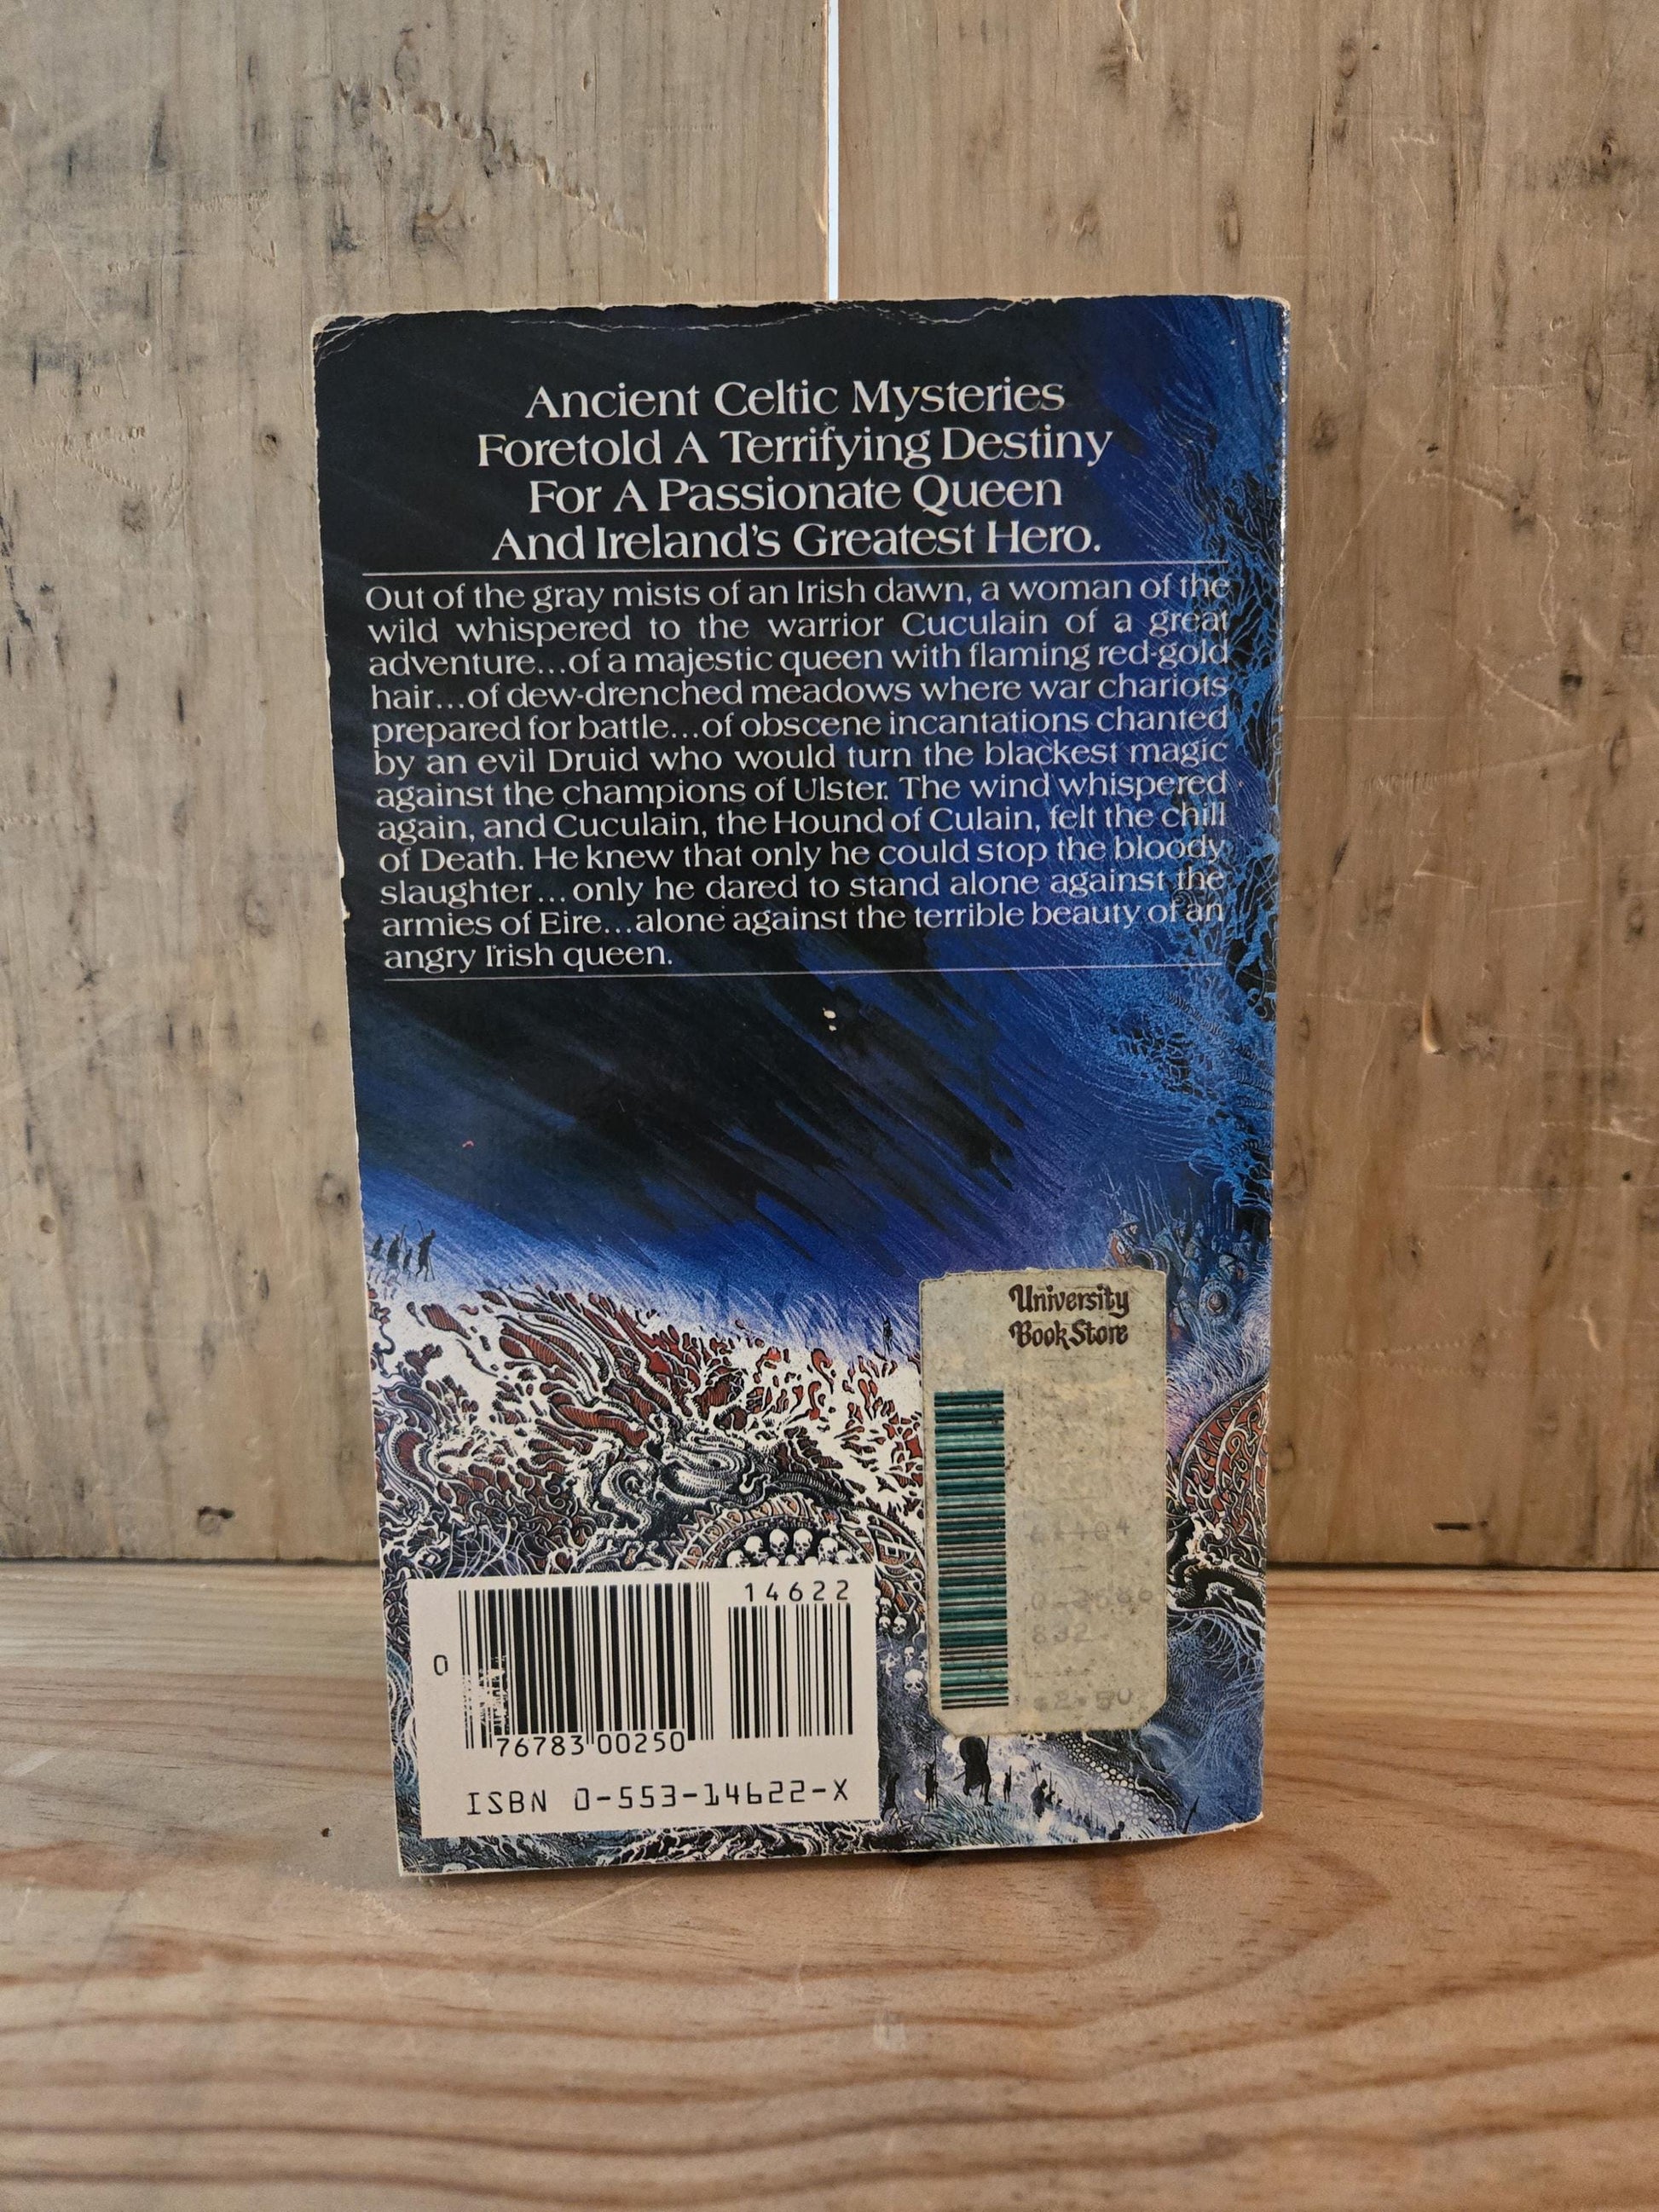 Ancient Celtic Mysteries
Foretold A Terrifying Destiny
For A Passionate Queen
And Ireland's Greatest Hero.
Out of the gray mists of an Irish dawn, a woman of the
wild whispered to the warrior Cuculain of a great
adventure...of a majestic queen with flaming red-gold
hair...of dew-drenched meadows where war chariots
prepared for battle...of obscene incantations chanted
by an evil Druid who would turn the blackest magic
against the champions of Ulster. The wind whispered
again, and Cuculain, the Hound of Culain, felt the chill
of Death. He knew that only he could stop the bloody
slaughter...only he dared to stand alone against the
armies of Eire...alone against the terrible beauty of an
angry Irish queen.
University
Book Store
832
$2.50
14622
0
76783 00250
ISBN 0-553-14622-X